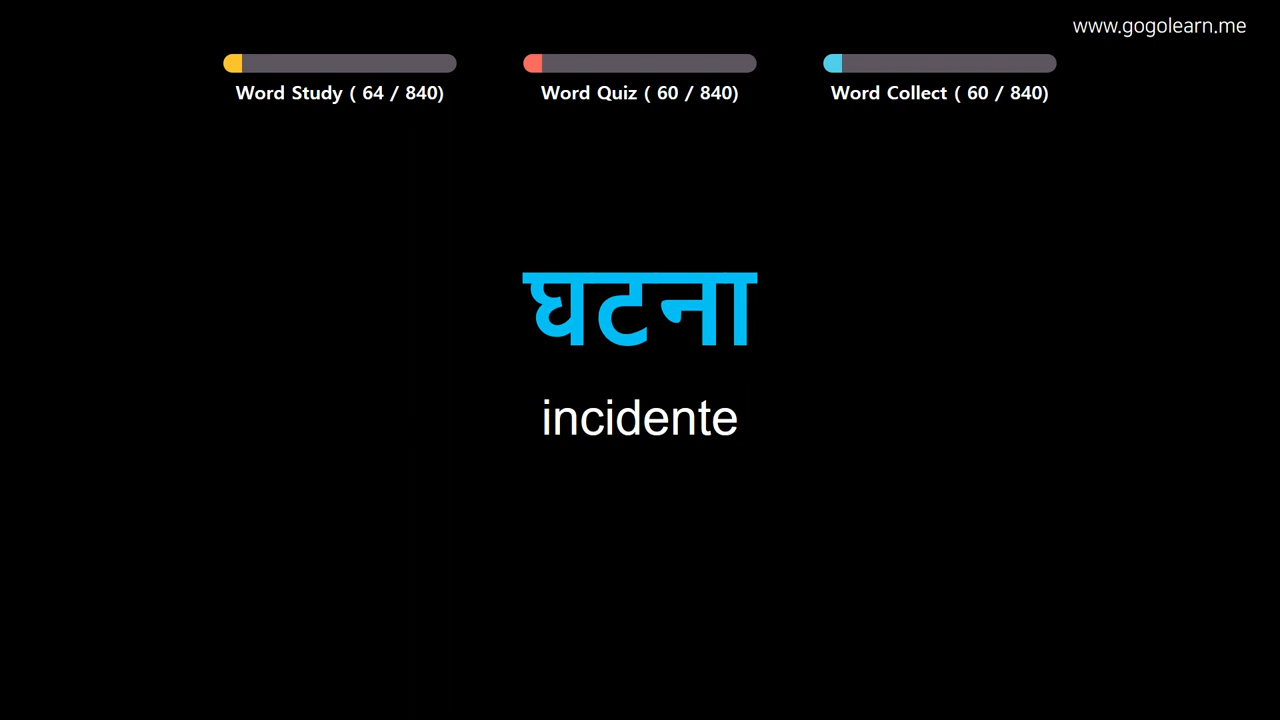 www.gogolearn.me
Word Study ( 64 / 840)
Word Quiz ( 60 / 840)
Word Collect ( 60 / 840)
घटना
incidente